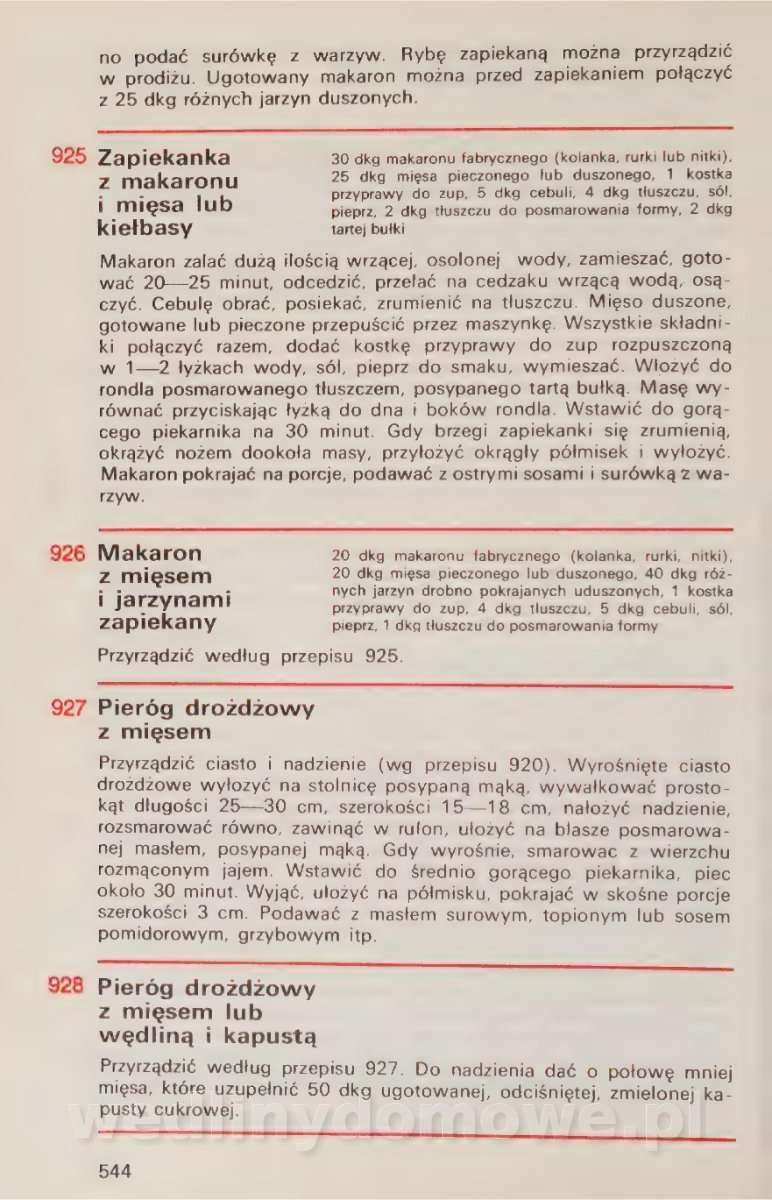 no podać surówkę z warzyw. Rybę zapiekaną można przyrządzić
w prodiżu. Ugotowany makaron można przed zapiekaniem połączyć
z 25 dkg różnych jarzyn duszonych.
925 Zapiekanka
z makaronu
i mięsa lub
kiełbasy
30 dkg makaronu fabrycznego (kolanka, rurki lub nitki),
25 dkg mięsa pieczonego lub duszonego, 1 kostka
przyprawy do zup, 5 dkg cebuli, 4 dkg tłuszczu, sól,
pieprz, 2 dkg tłuszczu do posmarowania formy, 2 dkg
tartej bułki
Makaron zalać dużą ilością wrzącej, osolonej wody, zamieszać, goto-
wać 20—25 minut, odcedzić, przelać na cedzaku wrzącą wodą, osą-
czyć. Cebulę obrać, posiekać, zrumienić na tłuszczu. Mięso duszone,
gotowane lub pieczone przepuścić przez maszynkę. Wszystkie składni-
ki połączyć razem, dodać kostkę przyprawy do zup rozpuszczoną
w 1—2 łyżkach wody, sól, pieprz do smaku, wymieszać. Włożyć do
rondla posmarowanego tłuszczem, posypanego tartą bułką. Masę wy-
równać przyciskając łyżką do dna i boków rondla. Wstawić do gorą-
cego piekarnika na 30 minut. Gdy brzegi zapiekanki się zrumienią,
okrążyć nożem dookoła masy, przyłożyć okrągły półmisek i wyłożyć.
Makaron pokrajać na porcje, podawać z ostrymi sosami i surówką z wa-
rzyw.
926 Makaron
z mięsem
i jarzynami
zapiekany
20 dkg makaronu fabrycznego (kolanka, rurki, nitki),
20 dkg mięsa pieczonego lub duszonego, 40 dkg róż-
nych jarzyn drobno pokrajanych uduszonych, 1 kostka
przyprawy do zup, 4 dkg tłuszczu, 5 dkg cebuli, sól,
pieprz, 1 dkg tłuszczu do posmarowania formy
Przyrządzić według przepisu 925.
927 Pieróg drożdżowy
z mięsem
Przyrządzić ciasto i nadzienie (wg przepisu 920). Wyrośnięte ciasto
drożdżowe wyłożyć na stolnicę posypaną mąką, wywałkować prosto-
kąt długości 25—30 cm, szerokości 15—18 cm, nałożyć nadzienie,
rozsmarować równo, zawinąć w rulon, ułożyć na blasze posmarowa-
nej masłem, posypanej mąką. Gdy wyrośnie, smarowac z wierzchu
rozmąconym jajem. Wstawić do średnio gorącego piekarnika, piec
około 30 minut. Wyjąć, ułożyć na półmisku, pokrajać w skośne porcje
szerokości 3 cm. Podawać z masłem surowym, topionym lub sosem
pomidorowym, grzybowym itp.
928 Pieróg drożdżowy
z mięsem lub
wędliną i kapustą
Przyrządzić według przepisu 927. Do nadzienia dać o połowę mniej
mięsa, które uzupełnić 50 dkg ugotowanej, odciśniętej, zmielonej ka-
pusty cukrowej.
wedlinydomowe.pl
544